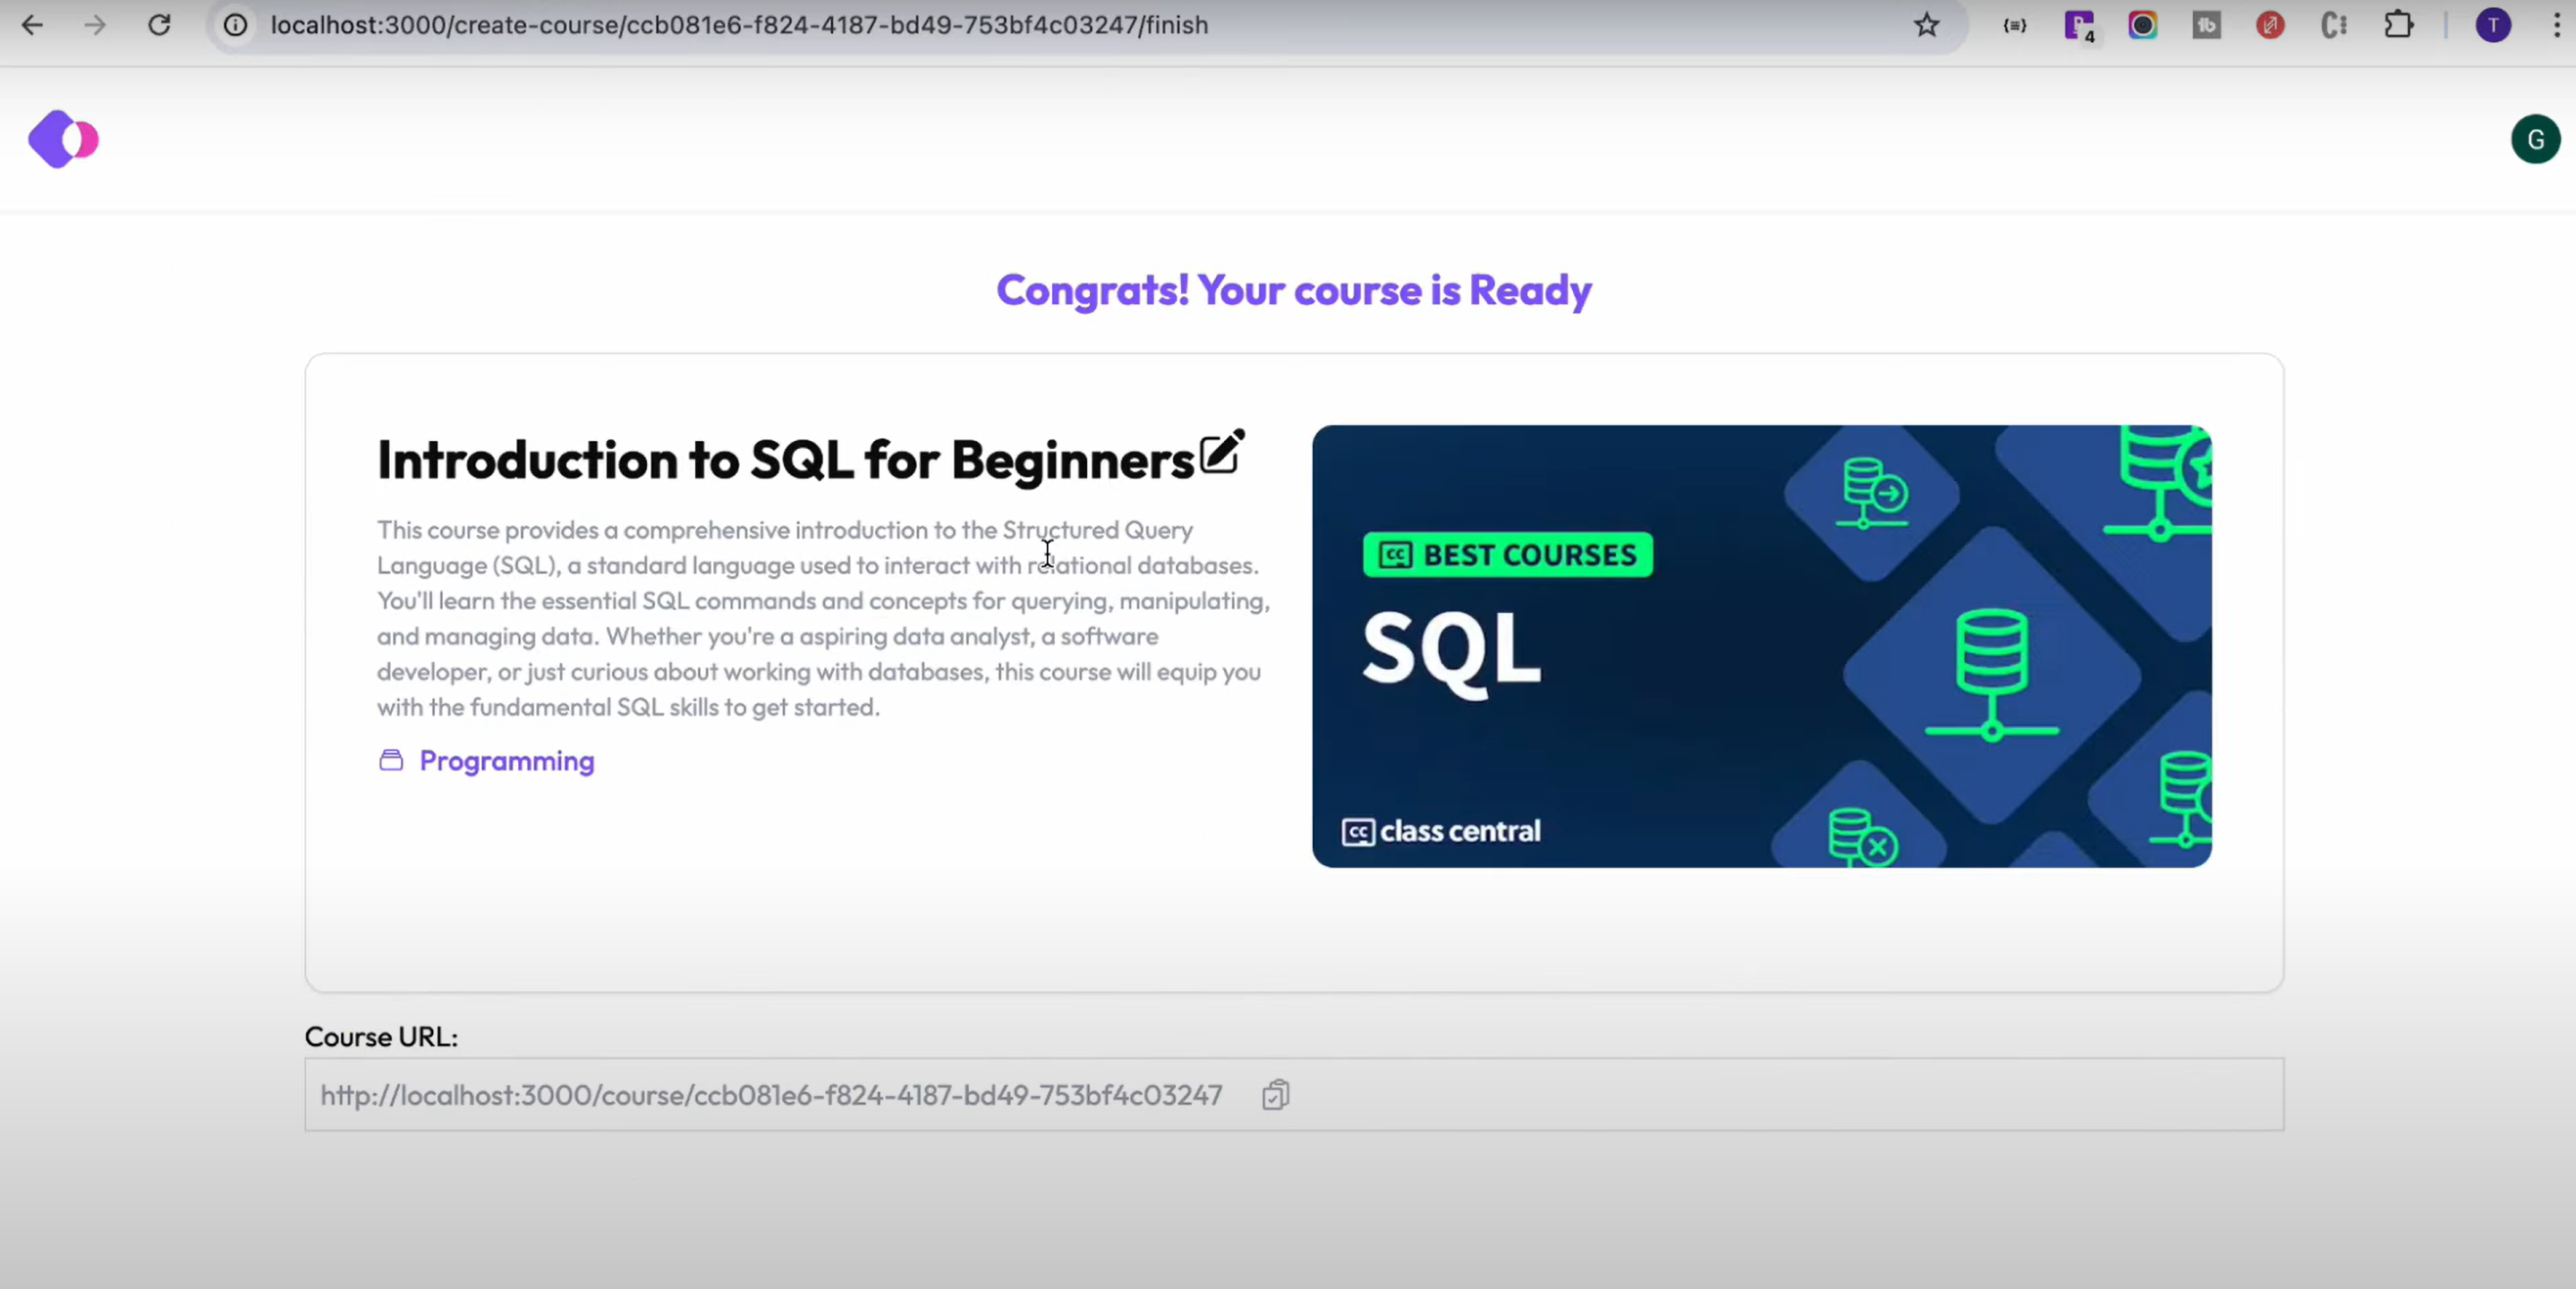 localhost:3000/create-course/ccb081e6-f824-4187-bd49-753bf4c03247/finish
4
tb
T
G
Congrats! Your course is Ready
Introduction to SQL for Beginners
This course provides a comprehensive introduction to the Structured Query
Language (SQL), a standard language used to interact with relational databases.
You'll learn the essential SQL commands and concepts for querying, manipulating,
and managing data. Whether you're a aspiring data analyst, a software
developer, or just curious about working with databases, this course will equip you
with the fundamental SQL skills to get started.
Programming
cc BEST COURSES
SQL
cc class central
Course URL:
http://localhost:3000/course/ccb081e6-f824-4187-bd49-753bf4c03247